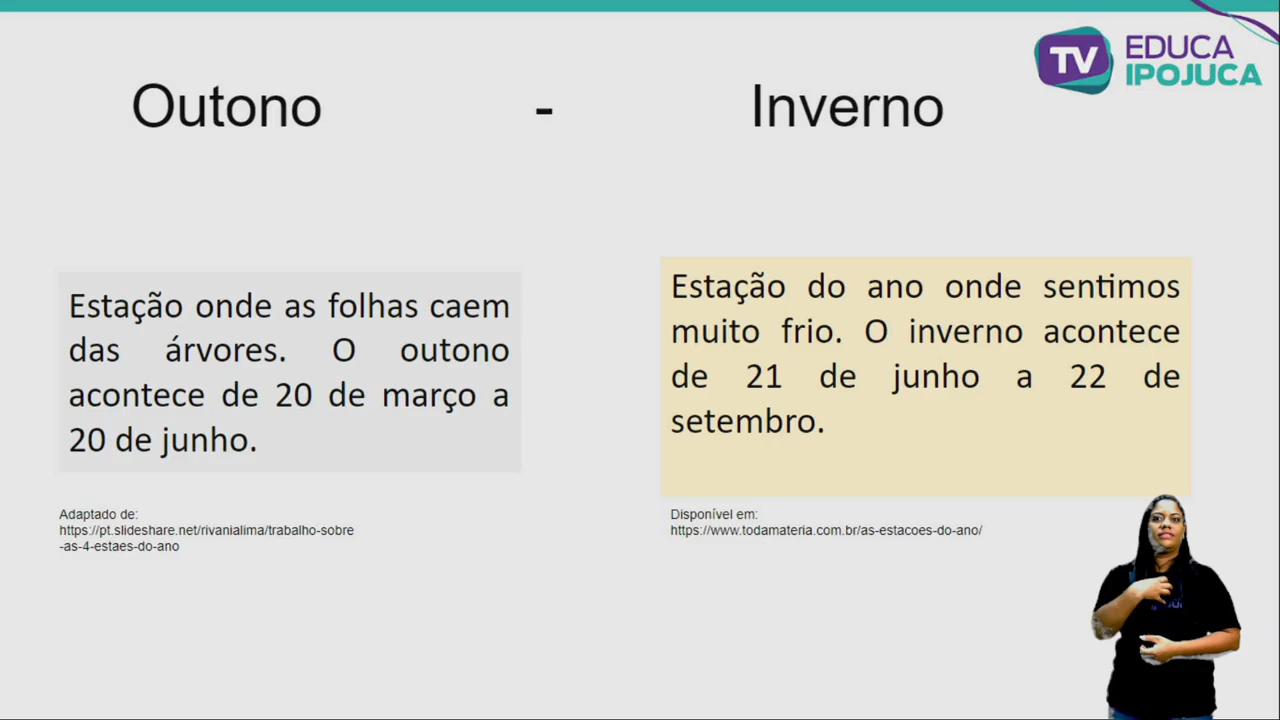 TV EDUCA
IPOJUCA
Outono - Inverno
Estação onde as folhas caem
das árvores. O outono
acontece de 20 de março a
20 de junho.
Estação do ano onde sentimos
muito frio. O inverno acontece
de 21 de junho a 22 de
setembro.
Adaptado de:
https://pt.slideshare.net/rivanialima/trabalho-sobre
-as-4-estaes-do-ano
Disponível em:
https://www.todamateria.com.br/as-estacoes-do-ano/